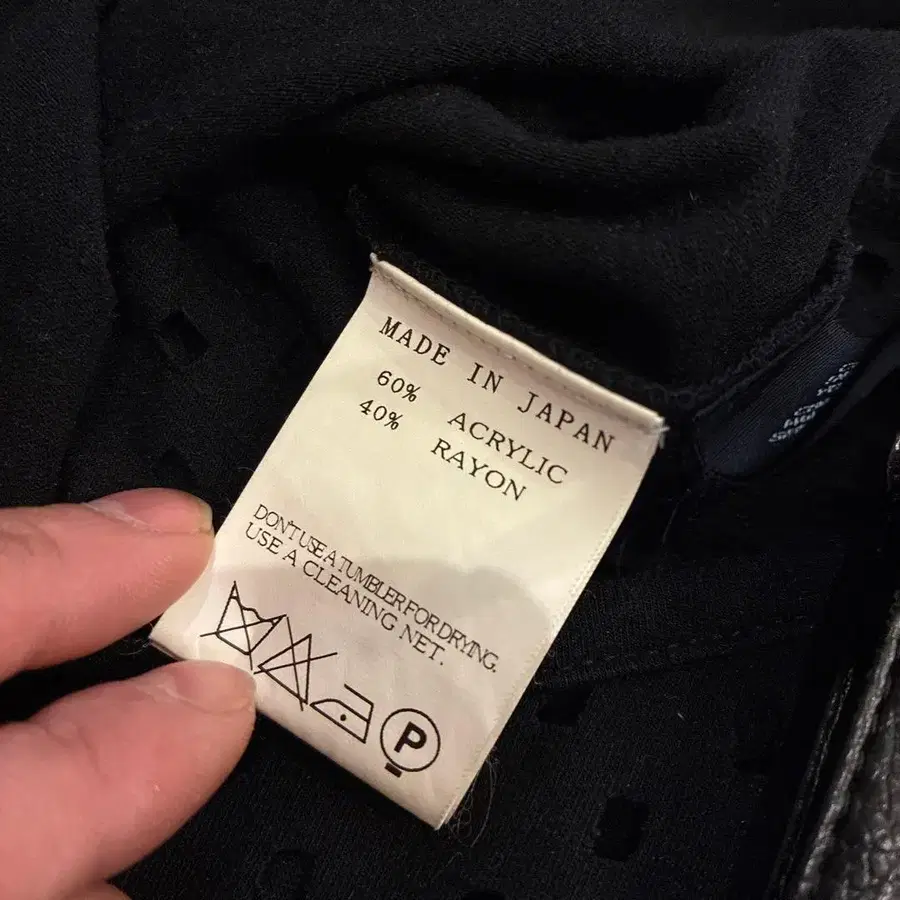 MADE IN JAPAN
60% ACRYLIC
40% RAYON
DON'T USE A TUMBLER FOR DRYING.
USE A CLEANING NET.
P